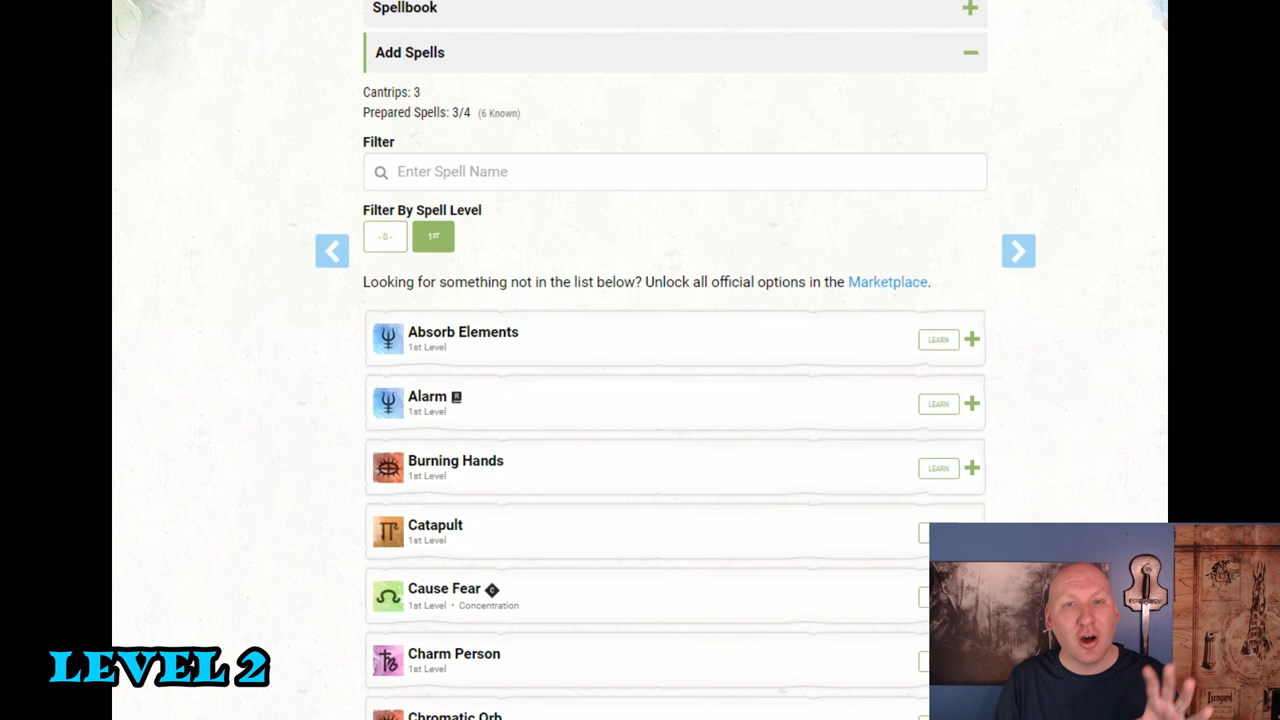 Spellbook
Add Spells
Cantrips: 3
Prepared Spells: 3/4 (6 Known)
Filter
Enter Spell Name
Filter By Spell Level
- 0 -
1ST
Looking for something not in the list below? Unlock all official options in the Marketplace.
Absorb Elements
1st Level
LEARN
Alarm
1st Level
LEARN
Burning Hands
1st Level
LEARN
Catapult
1st Level
Cause Fear
1st Level • Concentration
Charm Person
1st Level
Chromatic Orb
LEVEL 2
Isengard